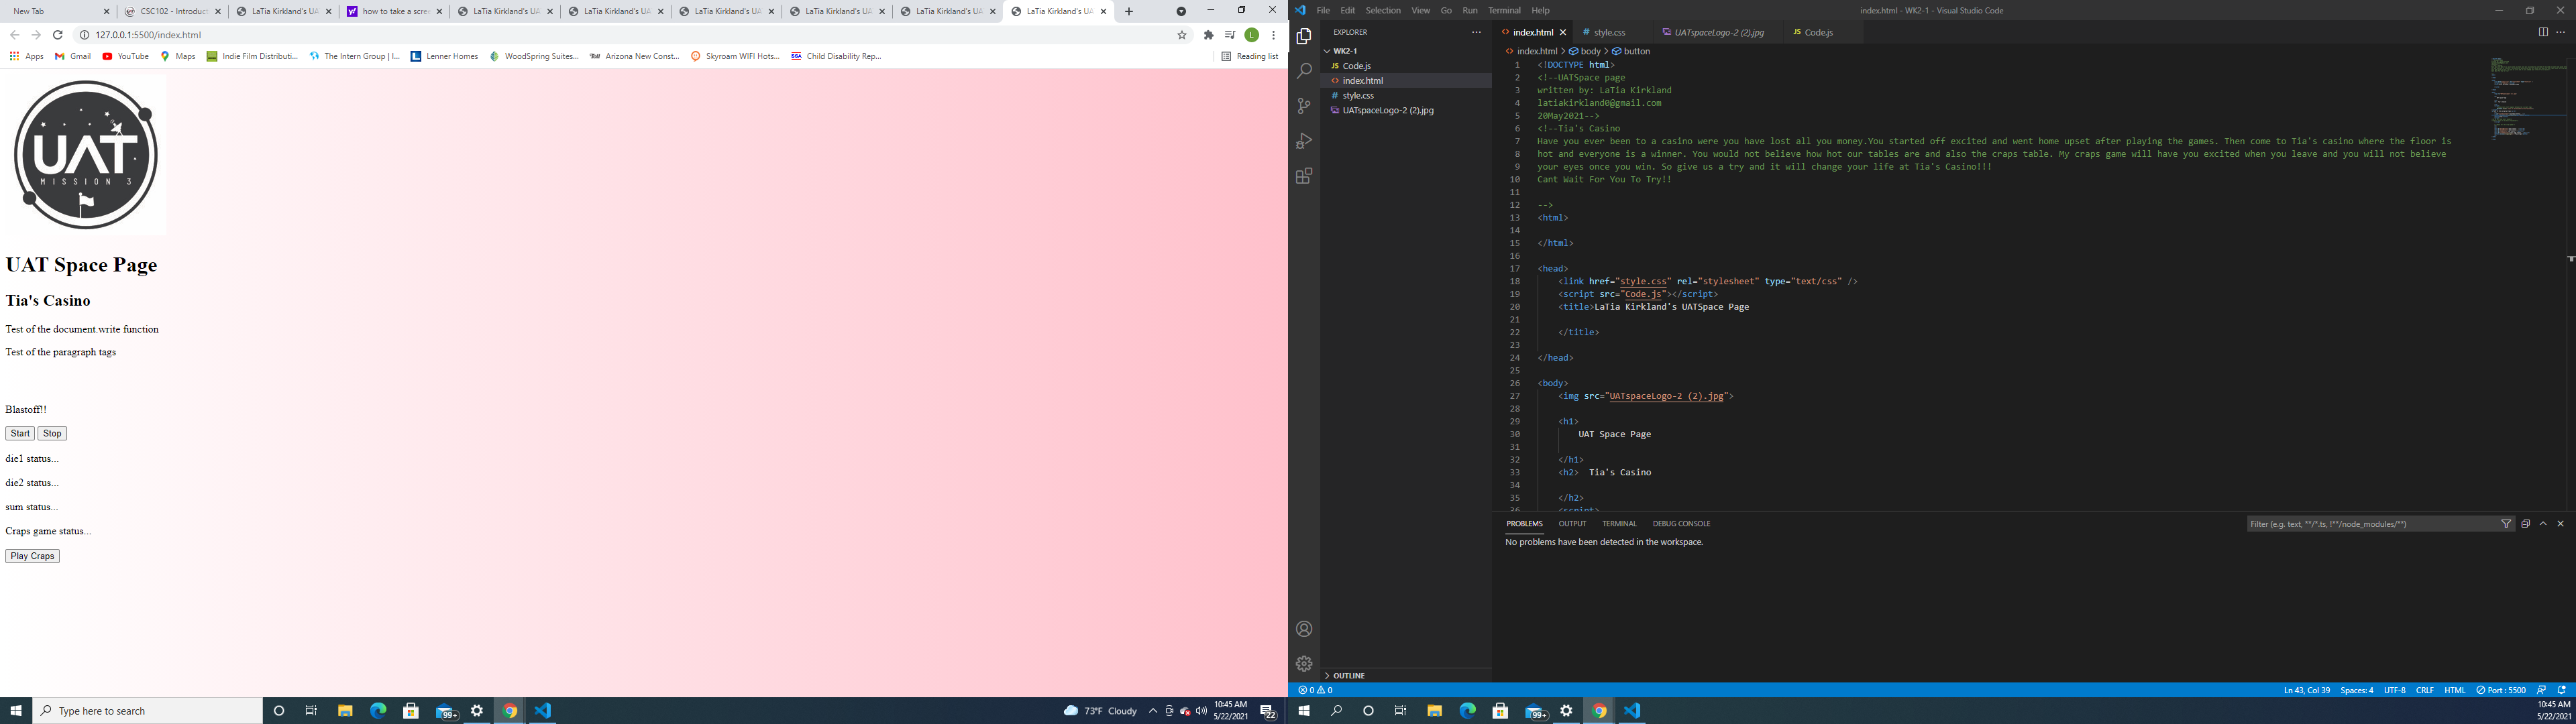 New Tab
CSC102 - Introduct
LaTia Kirkland's UA
how to take a scree
LaTia Kirkland's UA
LaTia Kirkland's UA
LaTia Kirkland's UA
LaTia Kirkland's UA
LaTia Kirkland's UA
LaTia Kirkland's UA
127.0.0.1:5500/index.html
L
Apps
Gmail
YouTube
Maps
Indie Film Distributi...
The Intern Group | I...
Lenner Homes
WoodSpring Suites...
Arizona New Const...
Skyroam WIFI Hots...
Child Disability Rep...
Reading list
UAT
MISSION 3
UAT Space Page
Tia's Casino
Test of the document.write function
Test of the paragraph tags
Blastoff!!
Start Stop
die1 status...
die2 status...
sum status...
Craps game status...
Play Craps
Type here to search
99+
73°F Cloudy
10:45 AM
5/22/2021
22
File Edit Selection View Go Run Terminal Help
index.html - WK2-1 - Visual Studio Code
EXPLORER
WK2-1
Code.js
index.html
style.css
UATspaceLogo-2 (2).jpg
OUTLINE
index.html
style.css
UATspaceLogo-2 (2).jpg
Code.js
index.html > body > button
1 <!DOCTYPE html>
2 <!--UATSpace page
3 written by: LaTia Kirkland
4 latiakirkland0@gmail.com
5 20May2021-->
6 <!--Tia's Casino
7 Have you ever been to a casino were you have lost all you money.You started off excited and went home upset after playing the games. Then come to Tia's casino where the floor is
8 hot and everyone is a winner. You would not believe how hot our tables are and also the craps table. My craps game will have you excited when you leave and you will not believe
9 your eyes once you win. So give us a try and it will change your life at Tia's Casino!!!
10 Cant Wait For You To Try!!
11
12 -->
13 <html>
14
15 </html>
16
17 <head>
18 <link href="style.css" rel="stylesheet" type="text/css" />
19 <script src="Code.js"></script>
20 <title>LaTia Kirkland's UATSpace Page
21
22 </title>
23
24 </head>
25
26 <body>
27 <img src="UATspaceLogo-2 (2).jpg">
28
29 <h1>
30 UAT Space Page
31
32 </h1>
33 <h2> Tia's Casino
34
35 </h2>
36 <script>
PROBLEMS OUTPUT TERMINAL DEBUG CONSOLE
Filter (e.g. text, **/*.ts, !**/node_modules/**)
No problems have been detected in the workspace.
0 0
Ln 43, Col 39 Spaces: 4 UTF-8 CRLF HTML Port : 5500
99+
10:45 AM
5/22/2021